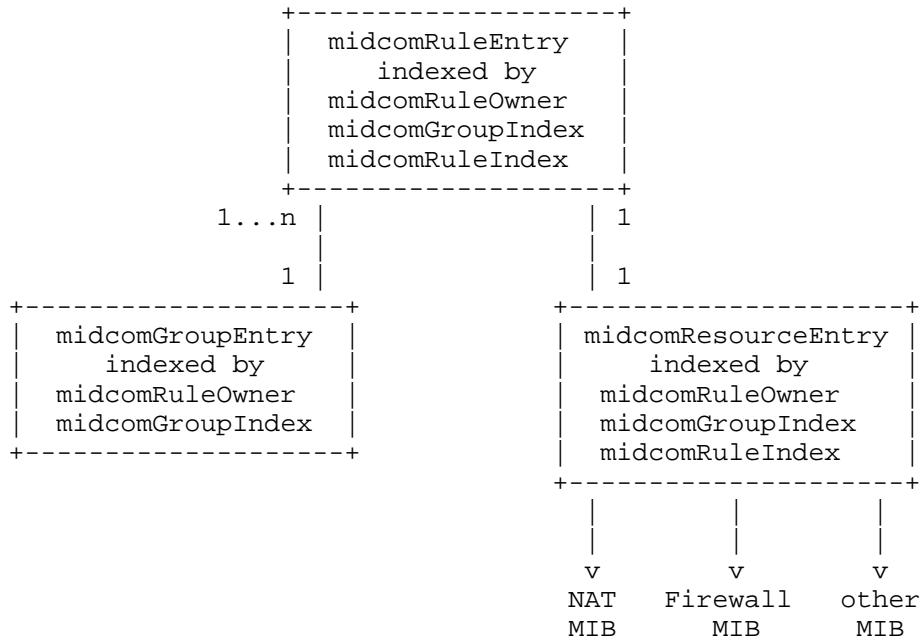 midcomRuleEntry
indexed by
midcomRuleOwner
midcomGroupIndex
midcomRuleIndex
1...n 1
1 1
midcomGroupEntry
indexed by
midcomRuleOwner
midcomGroupIndex
midcomResourceEntry
indexed by
midcomRuleOwner
midcomGroupIndex
midcomRuleIndex
v v v
NAT Firewall other
MIB MIB MIB